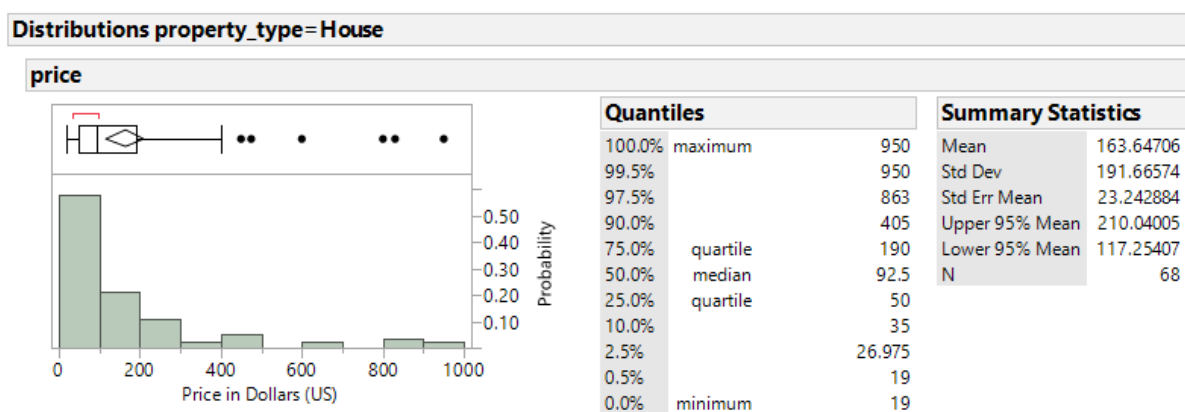 Distributions property_type=House
price
0.50
0.40
0.30
0.20
0.10
Probability
0 200 400 600 800 1000
Price in Dollars (US)
Quantiles
100.0% maximum 950
99.5% 950
97.5% 863
90.0% 405
75.0% quartile 190
50.0% median 92.5
25.0% quartile 50
10.0% 35
2.5% 26.975
0.5% 19
0.0% minimum 19
Summary Statistics
Mean 163.64706
Std Dev 191.66574
Std Err Mean 23.242884
Upper 95% Mean 210.04005
Lower 95% Mean 117.25407
N 68